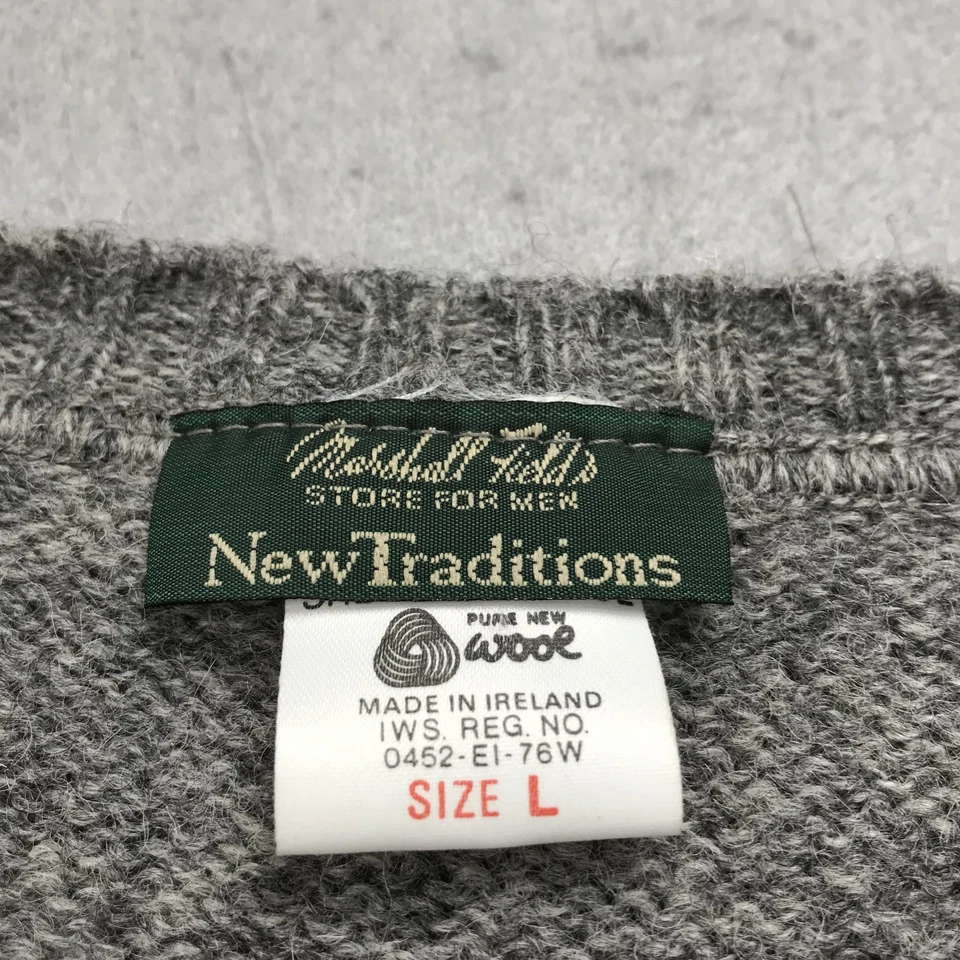 Marshall Field's
STORE FOR MEN
New Traditions
PURE NEW
wool
MADE IN IRELAND
IWS. REG. NO.
0452-EI-76W
SIZE L